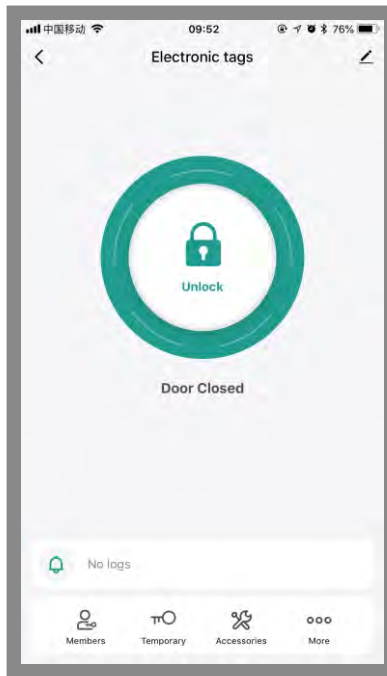 中国移动 09:52 76%
Electronic tags
Unlock
Door Closed
No logs
Members Temporary Accessories More